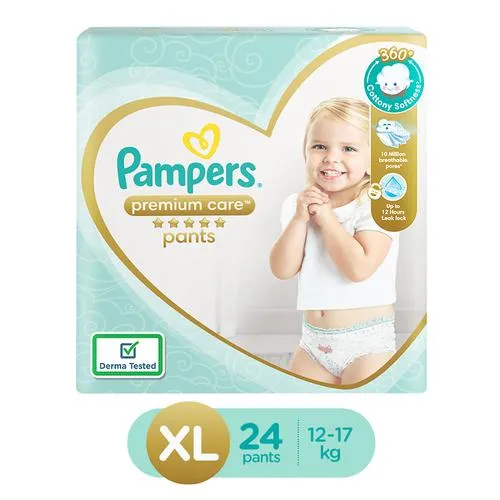 360°
Cottony Softness
Pampers®
premium care™
pants
10 Million
breathable
pores*
Up to
12 Hours
Leak lock
Derma Tested
XL
24
pants
12-17
kg